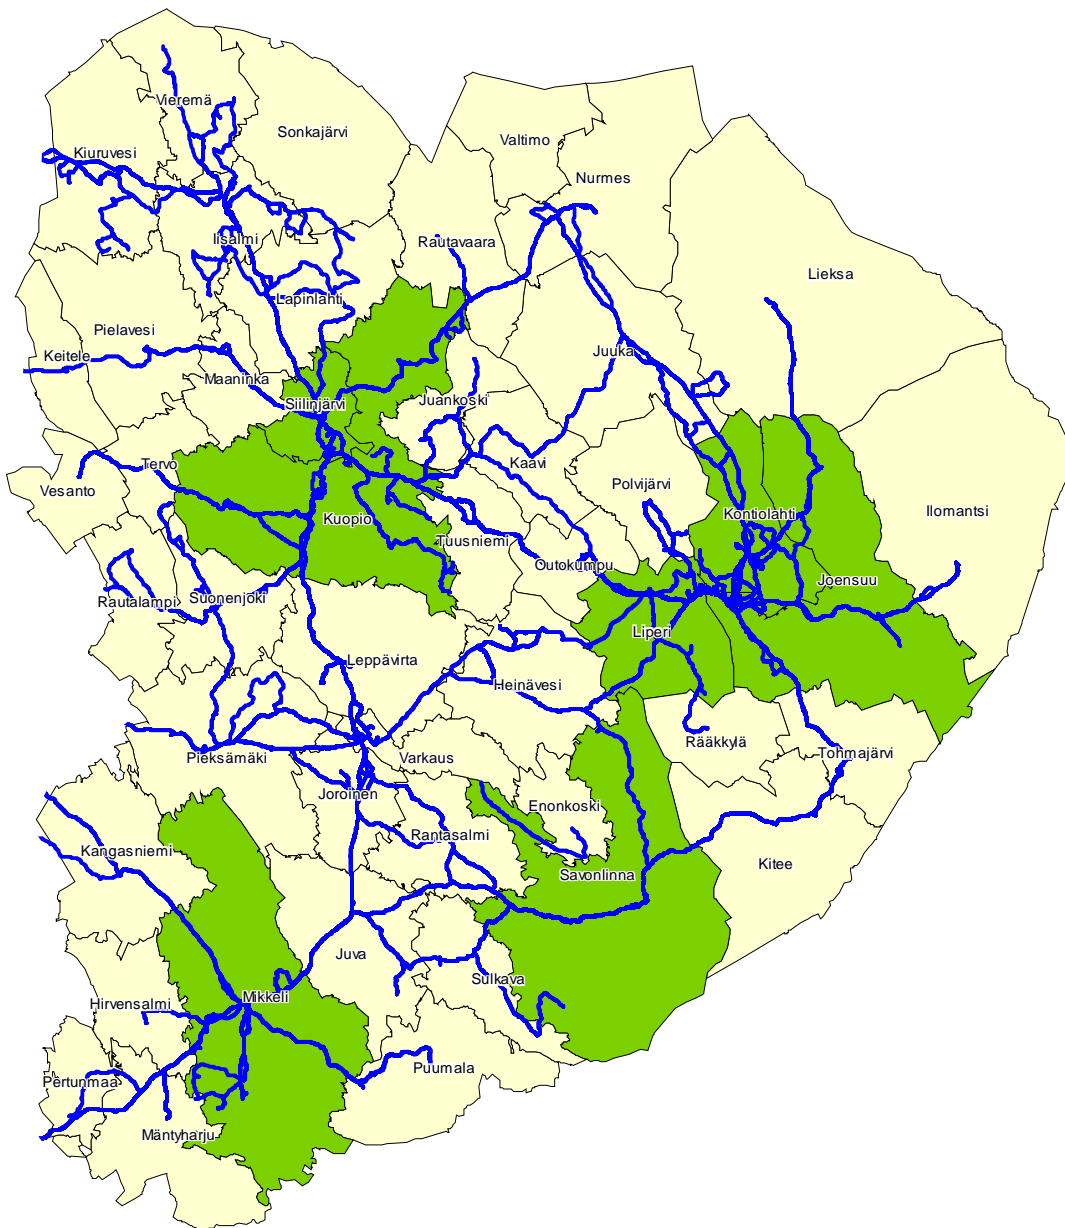 Vieremä
Sonkajärvi
Valtimo
Kiuruvesi
Nurmes
Iisalmi
Rautavaara
Lieksa
Lapinlahti
Pielavesi
Keitele
Juuka
Maaninka
Siilinjärvi
Juankoski
Tervo
Kaavi
Vesanto
Polvijärvi
Kuopio
Kontiolahti
Ilomantsi
Tuusniemi
Outokumpu
Joensuu
Rautalampi
Suonenjoki
Liperi
Leppävirta
Heinävesi
Rääkkylä
Pieksämäki
Varkaus
Tohmajärvi
Joroinen
Enonkoski
Rantasalmi
Kangasniemi
Savonlinna
Kitee
Juva
Sulkava
Mikkeli
Hirvensalmi
Puumala
Pertunmaa
Mäntyharju